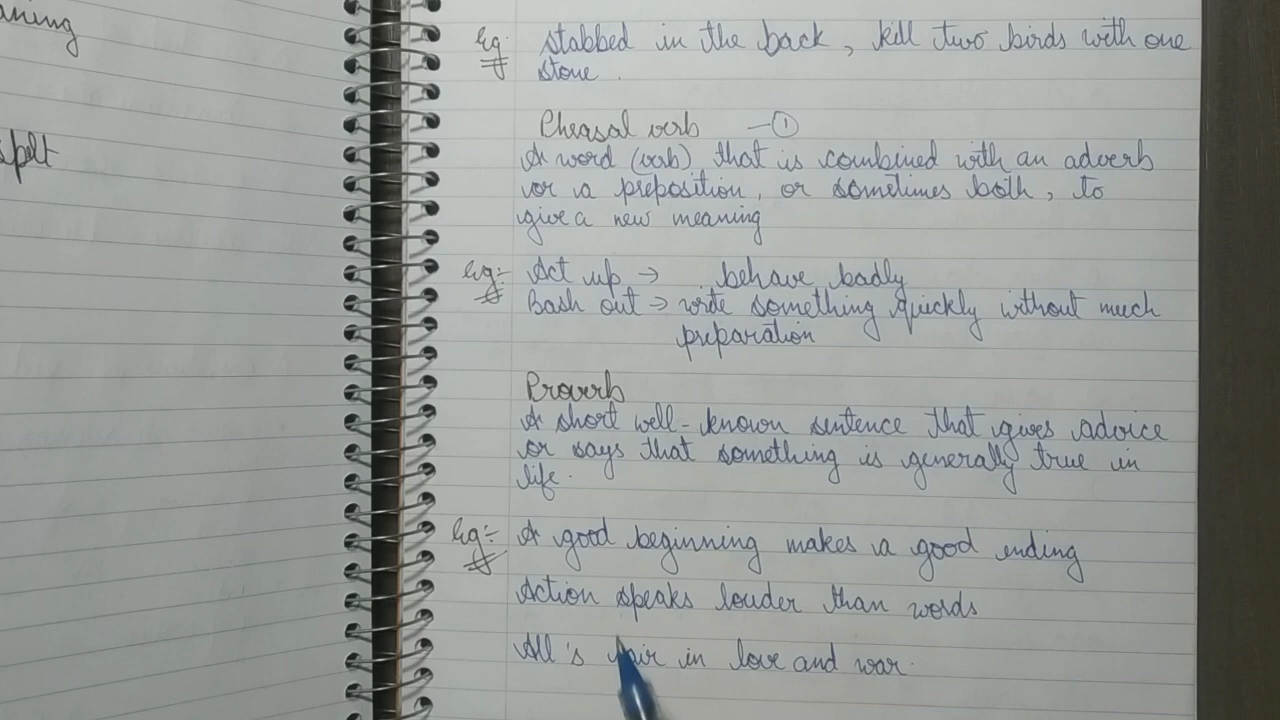 aning
spelt
Eg: stabbed in the back, kill two birds with one
stone.
Phrasal verb —①
A word (verb) that is combined with an adverb
or a preposition, or sometimes both, to
give a new meaning
Eg:- Act up → behave badly
Bash out → write something quickly without much
preparation
Proverb
A short well-known sentence that gives advice
or says that something is generally true in
life.
Eg:- A good beginning makes a good ending
Action speaks louder than words
All's fair in love and war.